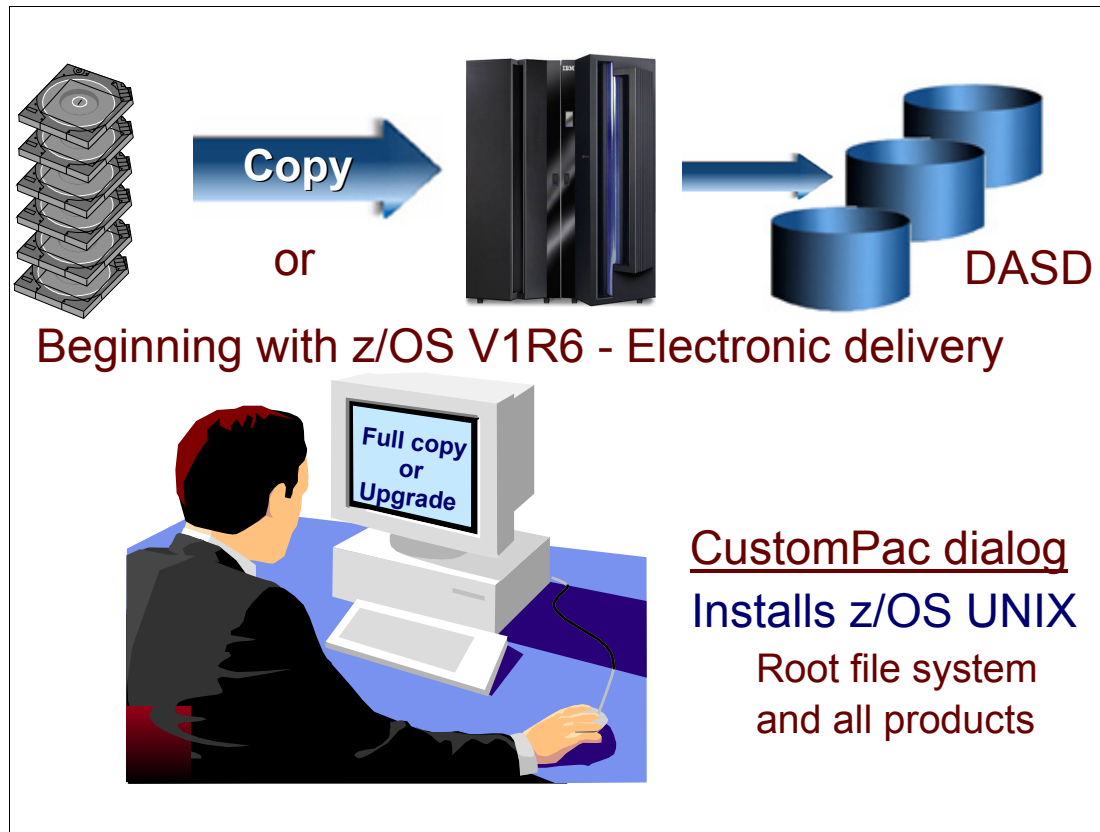 IBM
Copy
or
DASD
Beginning with z/OS V1R6 - Electronic delivery
Full copy
or
Upgrade
CustomPac dialog
Installs z/OS UNIX
Root file system
and all products